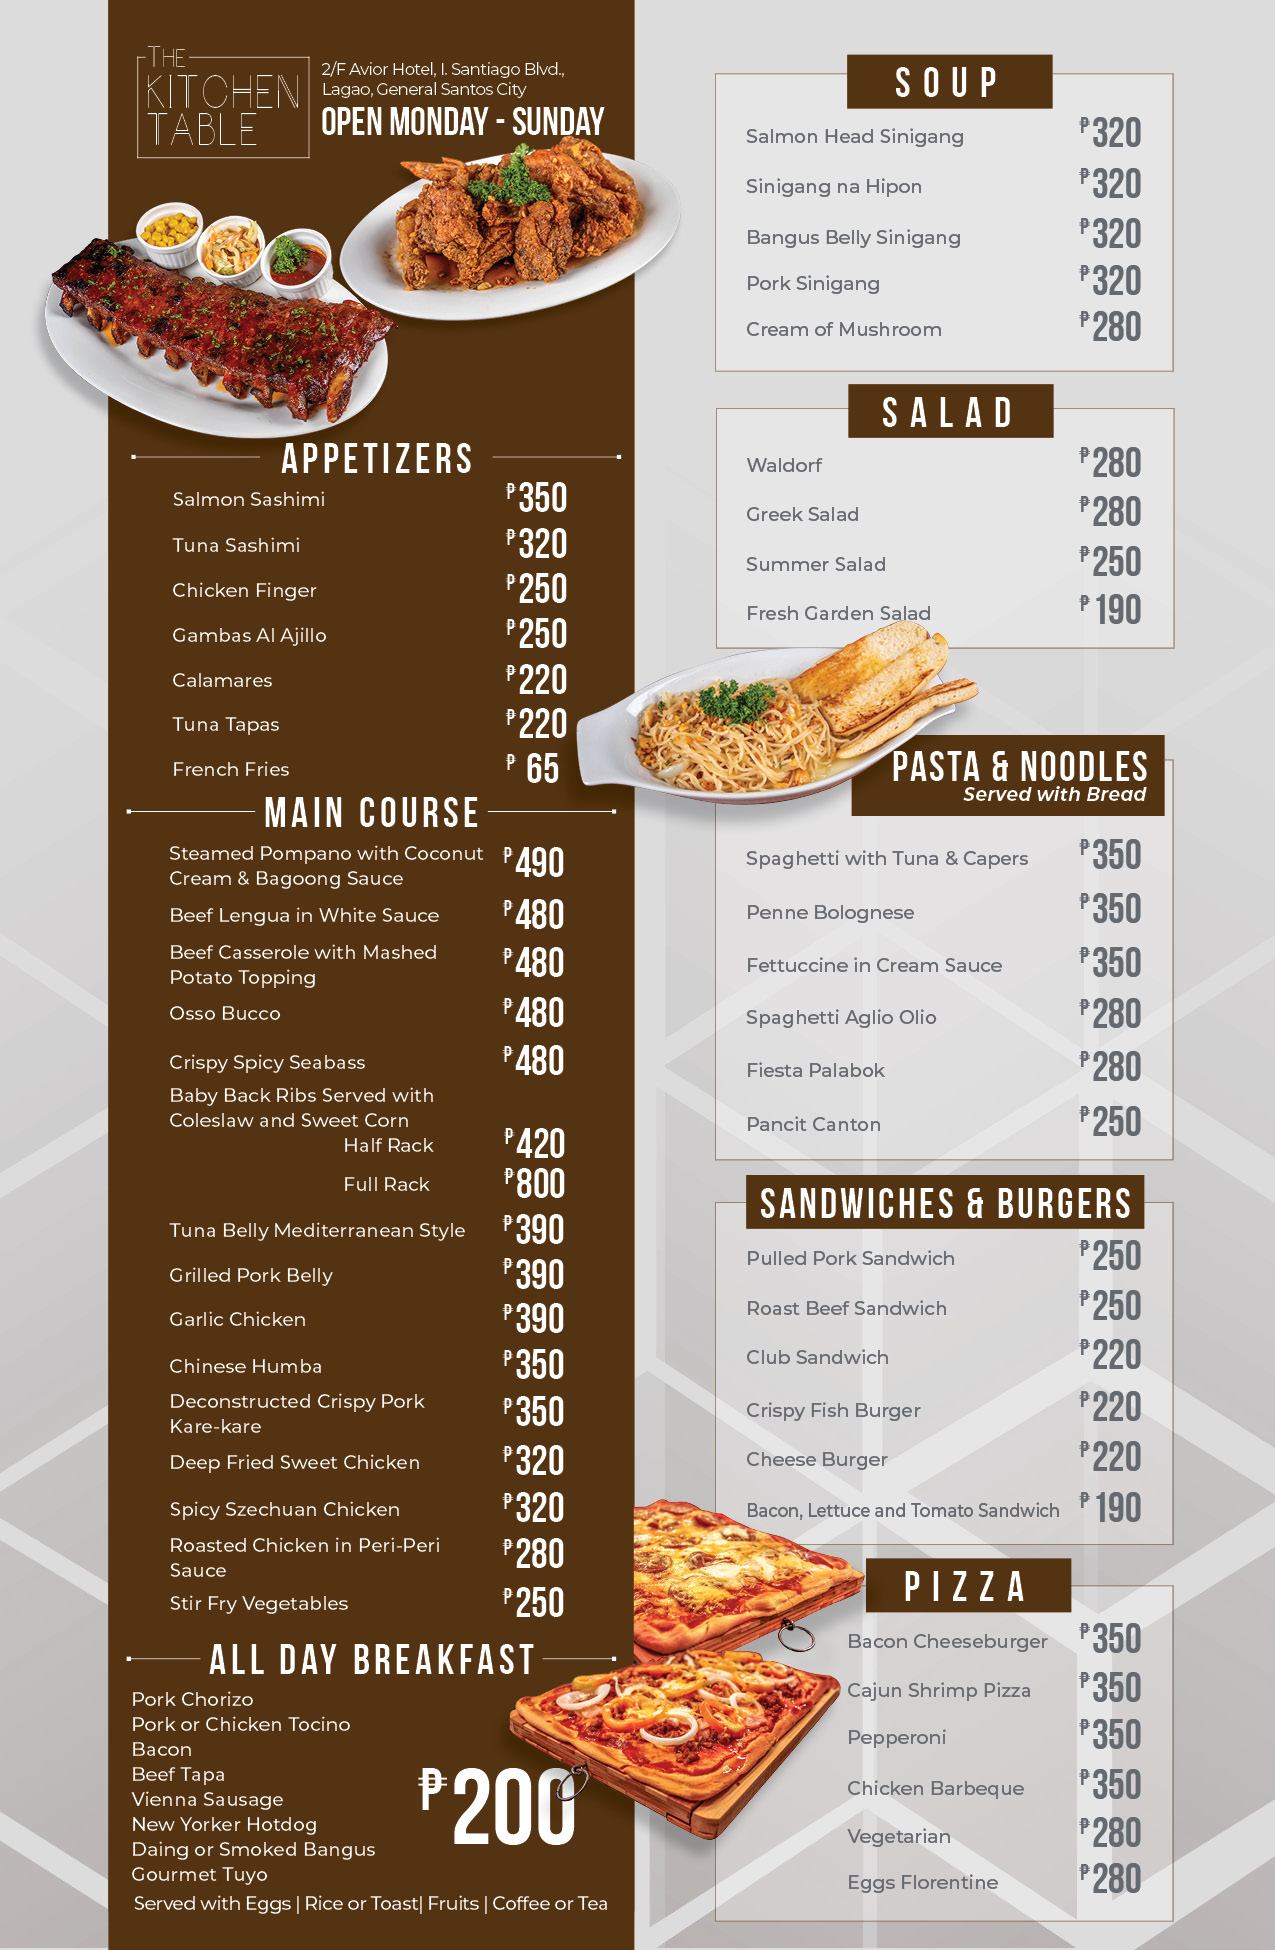 THE
KITCHEN
TABLE
2/F Avior Hotel, I. Santiago Blvd.,
Lagao, General Santos City
OPEN MONDAY - SUNDAY
APPETIZERS
Salmon Sashimi ₱350
Tuna Sashimi ₱320
Chicken Finger ₱250
Gambas Al Ajillo ₱250
Calamares ₱220
Tuna Tapas ₱220
French Fries ₱ 65
MAIN COURSE
Steamed Pompano with Coconut
Cream & Bagoong Sauce ₱490
Beef Lengua in White Sauce ₱480
Beef Casserole with Mashed
Potato Topping ₱480
Osso Bucco ₱480
Crispy Spicy Seabass ₱480
Baby Back Ribs Served with
Coleslaw and Sweet Corn
Half Rack ₱420
Full Rack ₱800
Tuna Belly Mediterranean Style ₱390
Grilled Pork Belly ₱390
Garlic Chicken ₱390
Chinese Humba ₱350
Deconstructed Crispy Pork
Kare-kare ₱350
Deep Fried Sweet Chicken ₱320
Spicy Szechuan Chicken ₱320
Roasted Chicken in Peri-Peri
Sauce ₱280
Stir Fry Vegetables ₱250
ALL DAY BREAKFAST
Pork Chorizo
Pork or Chicken Tocino
Bacon
Beef Tapa
Vienna Sausage
New Yorker Hotdog
Daing or Smoked Bangus
Gourmet Tuyo
₱200
Served with Eggs | Rice or Toast| Fruits | Coffee or Tea
SOUP
Salmon Head Sinigang ₱320
Sinigang na Hipon ₱320
Bangus Belly Sinigang ₱320
Pork Sinigang ₱320
Cream of Mushroom ₱280
SALAD
Waldorf ₱280
Greek Salad ₱280
Summer Salad ₱250
Fresh Garden Salad ₱190
PASTA & NOODLES
Served with Bread
Spaghetti with Tuna & Capers ₱350
Penne Bolognese ₱350
Fettuccine in Cream Sauce ₱350
Spaghetti Aglio Olio ₱280
Fiesta Palabok ₱280
Pancit Canton ₱250
SANDWICHES & BURGERS
Pulled Pork Sandwich ₱250
Roast Beef Sandwich ₱250
Club Sandwich ₱220
Crispy Fish Burger ₱220
Cheese Burger ₱220
Bacon, Lettuce and Tomato Sandwich ₱190
PIZZA
Bacon Cheeseburger ₱350
Cajun Shrimp Pizza ₱350
Pepperoni ₱350
Chicken Barbeque ₱350
Vegetarian ₱280
Eggs Florentine ₱280